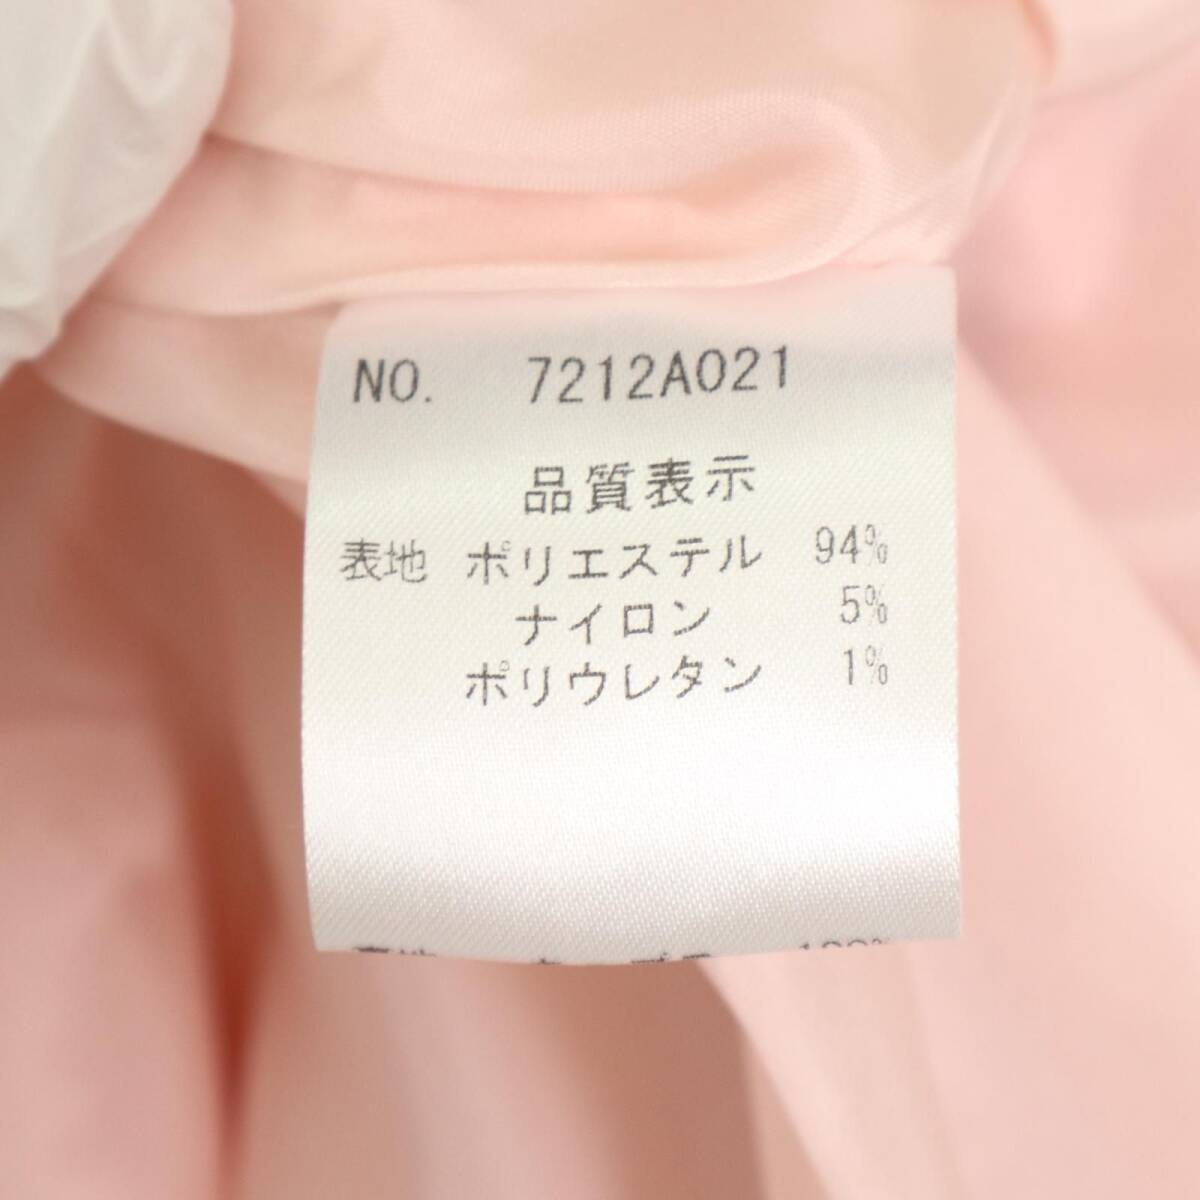 NO. 7212A021
品質表示
表地 ポリエステル 94%
ナイロン 5%
ポリウレタン 1%